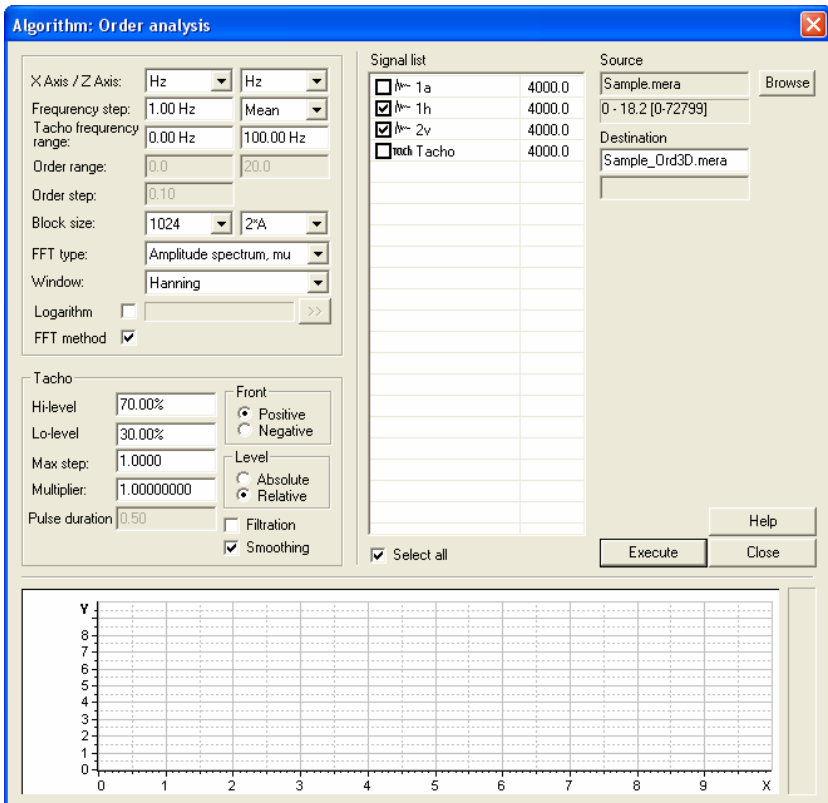 Algorithm: Order analysis
X Axis / Z Axis: Hz Hz
Frequrency step: 1.00 Hz Mean
Tacho frequrency range: 0.00 Hz 100.00 Hz
Order range: 0.0 20.0
Order step: 0.10
Block size: 1024 2*A
FFT type: Amplitude spectrum, mu
Window: Hanning
Logarithm >>
FFT method
Tacho
Hi-level 70.00%
Lo-level 30.00%
Max step: 1.0000
Multiplier: 1.00000000
Pulse duration 0.50
Front
Positive
Negative
Level
Absolute
Relative
Filtration
Smoothing
Signal list
1a 4000.0
1h 4000.0
2v 4000.0
Tach Tacho 4000.0
Select all
Source
Sample.mera Browse
0 - 18.2 [0-72799]
Destination
Sample_Ord3D.mera
Help
Execute Close
Y
8
7
6
5
4
3
2
1
0
0 1 2 3 4 5 6 7 8 9 X